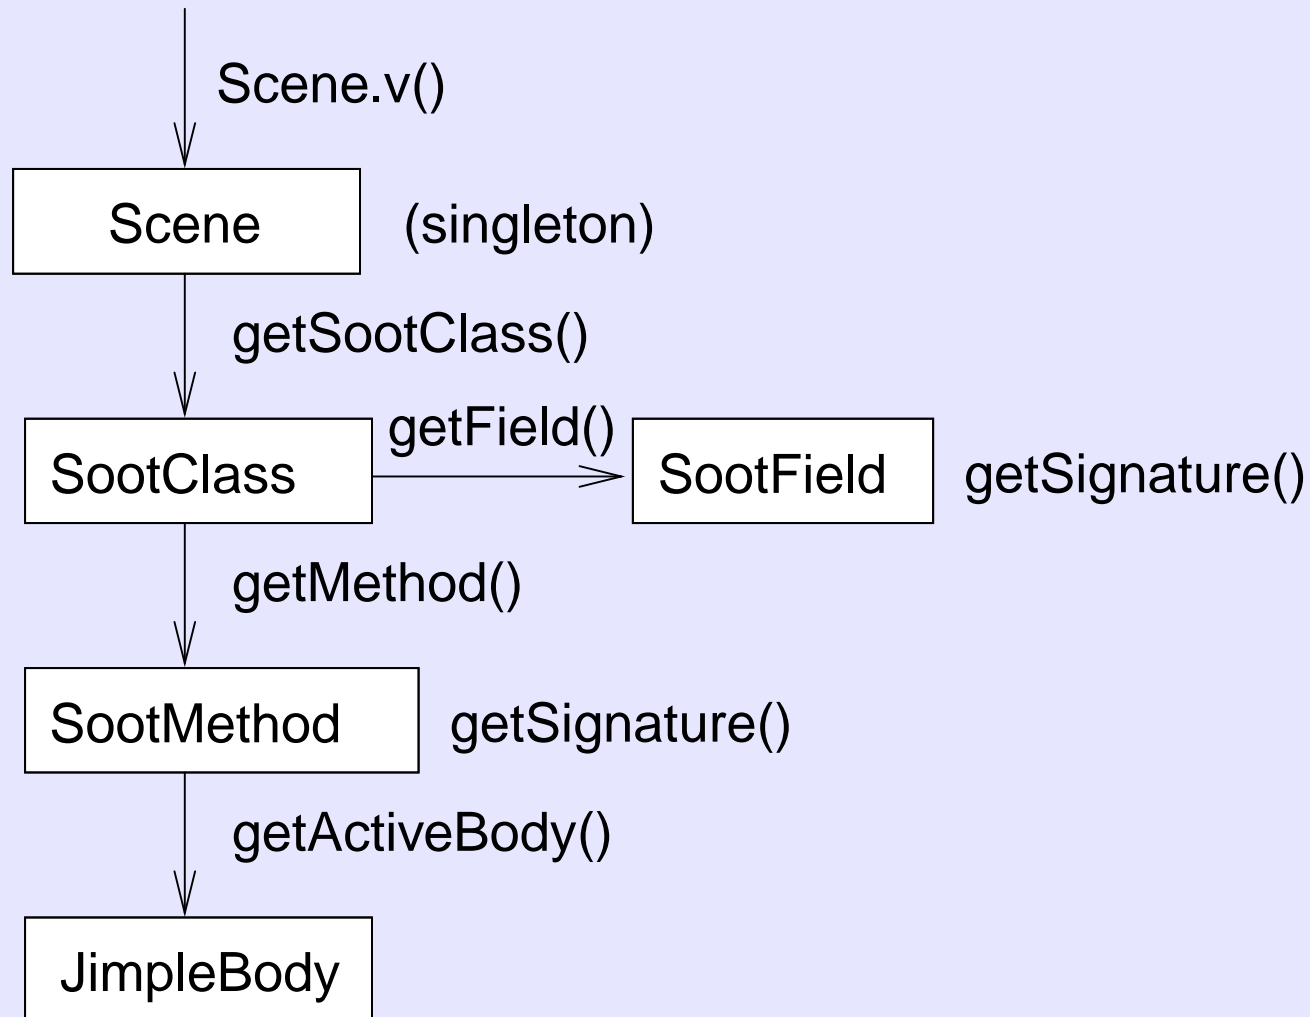 Scene.v()
Scene (singleton)
getSootClass()
getField()
SootClass SootField getSignature()
getMethod()
SootMethod getSignature()
getActiveBody()
JimpleBody